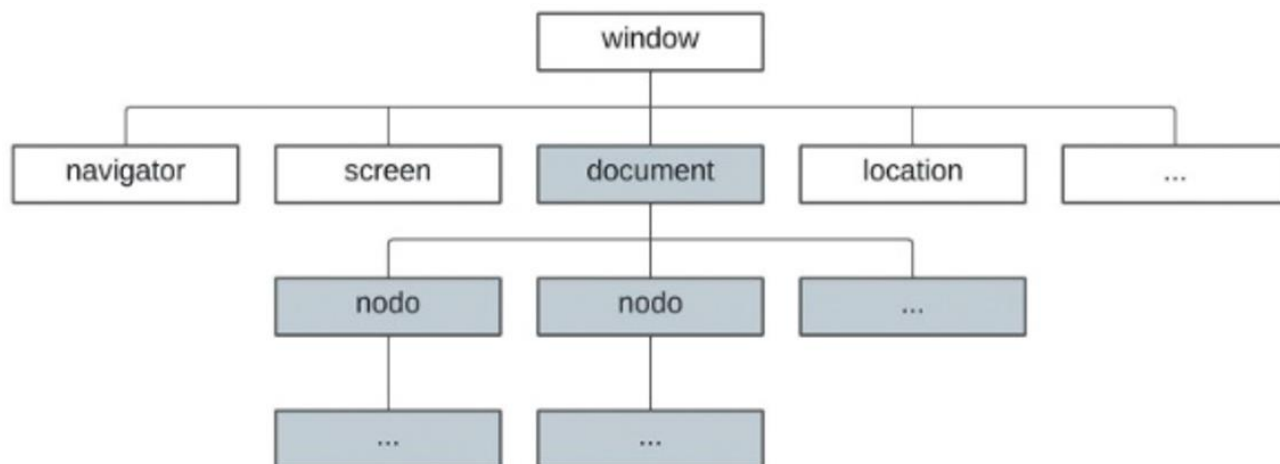 window
navigator
screen
document
location
...
nodo
nodo
...
...
...